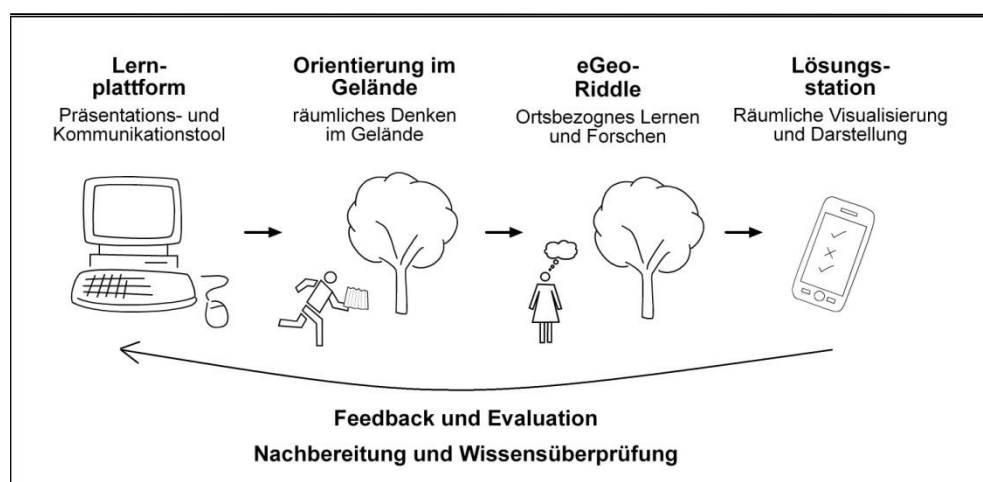 Lern-
plattform
Präsentations- und
Kommunikationstool
Orientierung im
Gelände
räumliches Denken
im Gelände
eGeo-
Riddle
Ortsbezognes Lernen
und Forschen
Lösungs-
station
Räumliche Visualisierung
und Darstellung
Feedback und Evaluation
Nachbereitung und Wissensüberprüfung